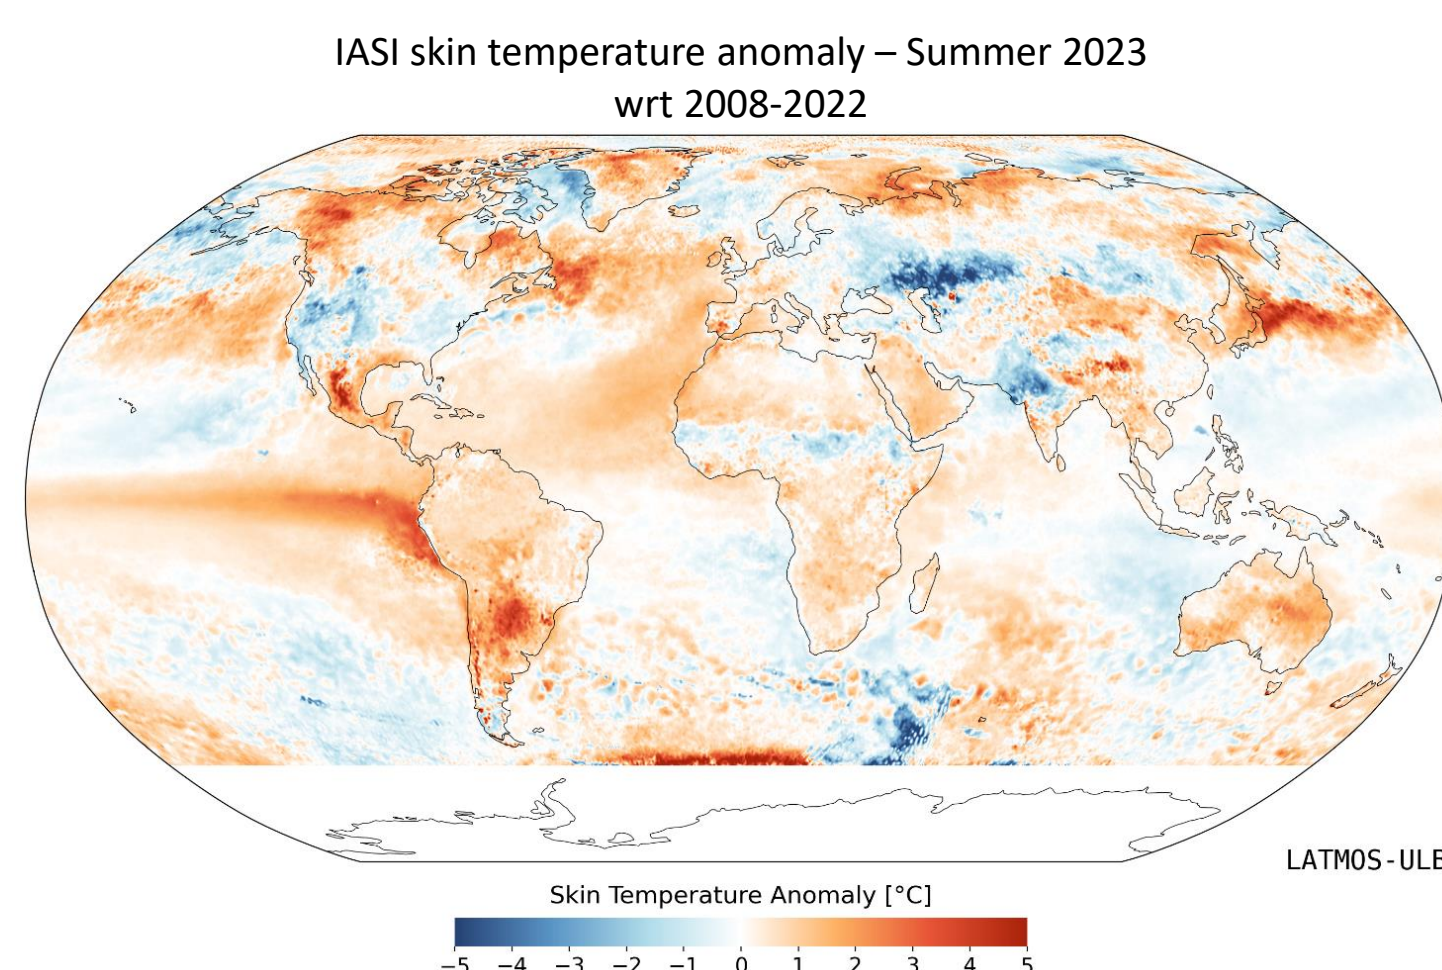 IASI skin temperature anomaly – Summer 2023
wrt 2008-2022
LATMOS-ULB
Skin Temperature Anomaly [°C]
−5 −4 −3 −2 −1 0 1 2 3 4 5